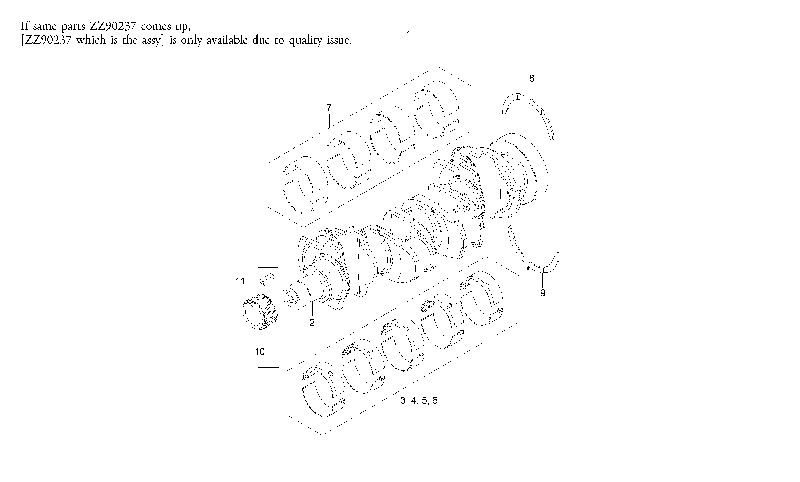 If same parts ZZ90237 comes up,
[ZZ90237 which is the assy] is only available due to quality issue.
8
7
11
9
2
10
3 4, 5, 6